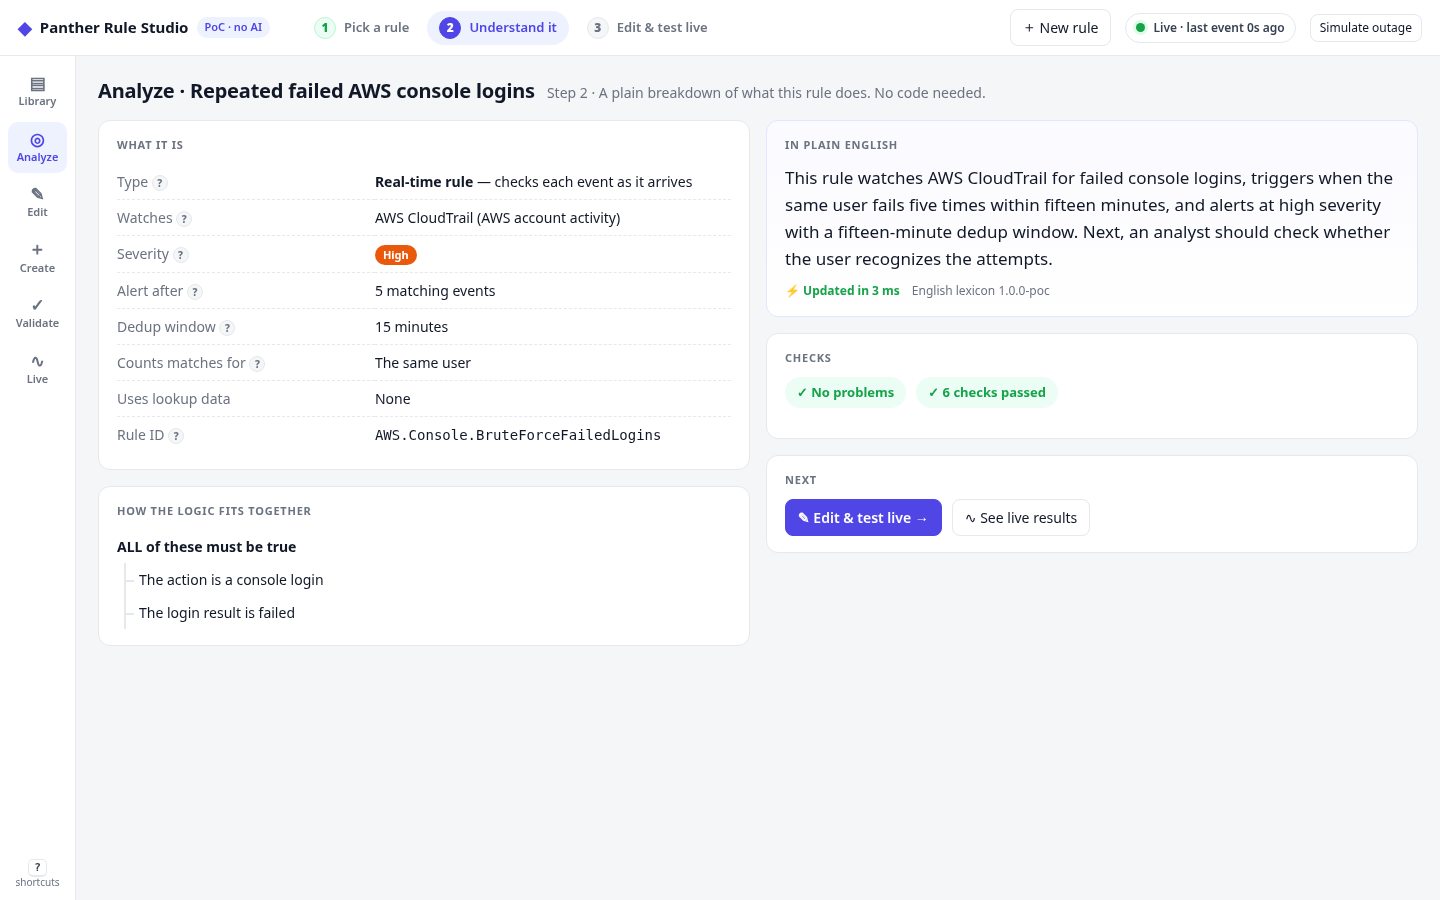 Panther Rule Studio PoC · no AI 1 Pick a rule 2 Understand it 3 Edit & test live + New rule Live · last event 0s ago Simulate outage
Library
Analyze
Edit
Create
Validate
Live
? shortcuts
Analyze · Repeated failed AWS console logins Step 2 · A plain breakdown of what this rule does. No code needed.
WHAT IT IS
Type ? Real-time rule — checks each event as it arrives
Watches ? AWS CloudTrail (AWS account activity)
Severity ? High
Alert after ? 5 matching events
Dedup window ? 15 minutes
Counts matches for ? The same user
Uses lookup data None
Rule ID ? AWS.Console.BruteForceFailedLogins
HOW THE LOGIC FITS TOGETHER
ALL of these must be true
The action is a console login
The login result is failed
IN PLAIN ENGLISH
This rule watches AWS CloudTrail for failed console logins, triggers when the
same user fails five times within fifteen minutes, and alerts at high severity
with a fifteen-minute dedup window. Next, an analyst should check whether
the user recognizes the attempts.
⚡ Updated in 3 ms English lexicon 1.0.0-poc
CHECKS
✓ No problems ✓ 6 checks passed
NEXT
✎ Edit & test live → ∿ See live results